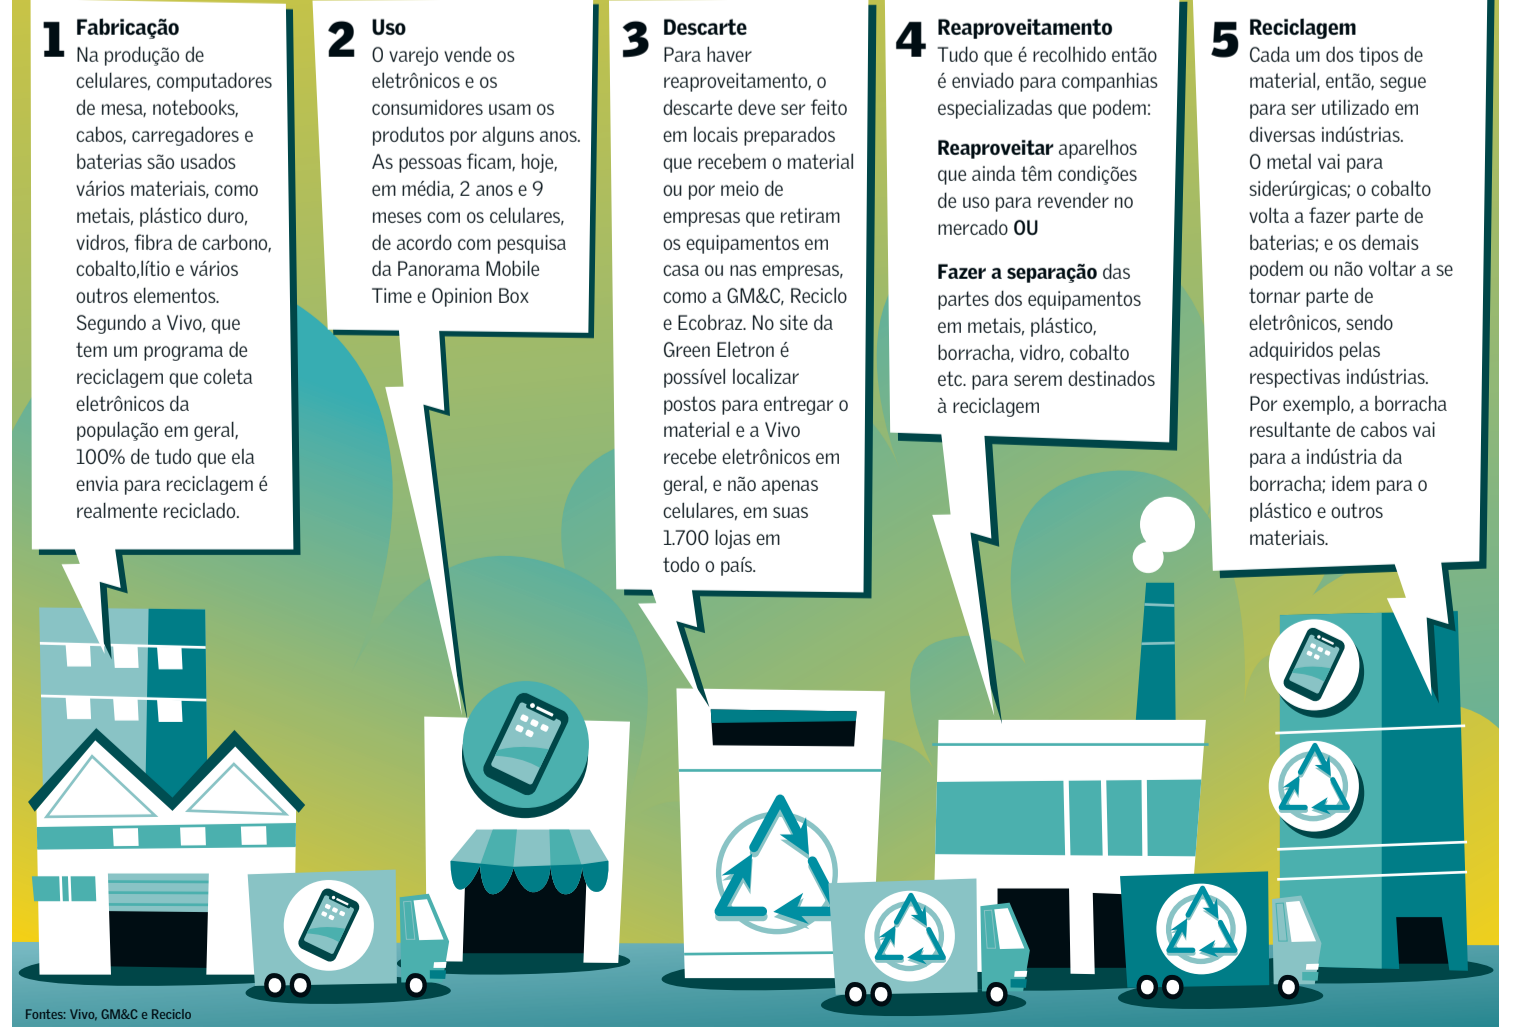 1 Fabricação
Na produção de
celulares, computadores
de mesa, notebooks,
cabos, carregadores e
baterias são usados
vários materiais, como
metais, plástico duro,
vidros, fibra de carbono,
cobalto,lítio e vários
outros elementos.
Segundo a Vivo, que
tem um programa de
reciclagem que coleta
eletrônicos da
população em geral,
100% de tudo que ela
envia para reciclagem é
realmente reciclado.
2 Uso
O varejo vende os
eletrônicos e os
consumidores usam os
produtos por alguns anos.
As pessoas ficam, hoje,
em média, 2 anos e 9
meses com os celulares,
de acordo com pesquisa
da Panorama Mobile
Time e Opinion Box
3 Descarte
Para haver
reaproveitamento, o
descarte deve ser feito
em locais preparados
que recebem o material
ou por meio de
empresas que retiram
os equipamentos em
casa ou nas empresas,
como a GM&C, Reciclo
e Ecobraz. No site da
Green Eletron é
possível localizar
postos para entregar o
material e a Vivo
recebe eletrônicos em
geral, e não apenas
celulares, em suas
1.700 lojas em
todo o país.
4 Reaproveitamento
Tudo que é recolhido então
é enviado para companhias
especializadas que podem:
Reaproveitar aparelhos
que ainda têm condições
de uso para revender no
mercado OU
Fazer a separação das
partes dos equipamentos
em metais, plástico,
borracha, vidro, cobalto
etc. para serem destinados
à reciclagem
5 Reciclagem
Cada um dos tipos de
material, então, segue
para ser utilizado em
diversas indústrias.
O metal vai para
siderúrgicas; o cobalto
volta a fazer parte de
baterias; e os demais
podem ou não voltar a se
tornar parte de
eletrônicos, sendo
adquiridos pelas
respectivas indústrias.
Por exemplo, a borracha
resultante de cabos vai
para a indústria da
borracha; idem para o
plástico e outros
materiais.
Fontes: Vivo, GM&C e Reciclo